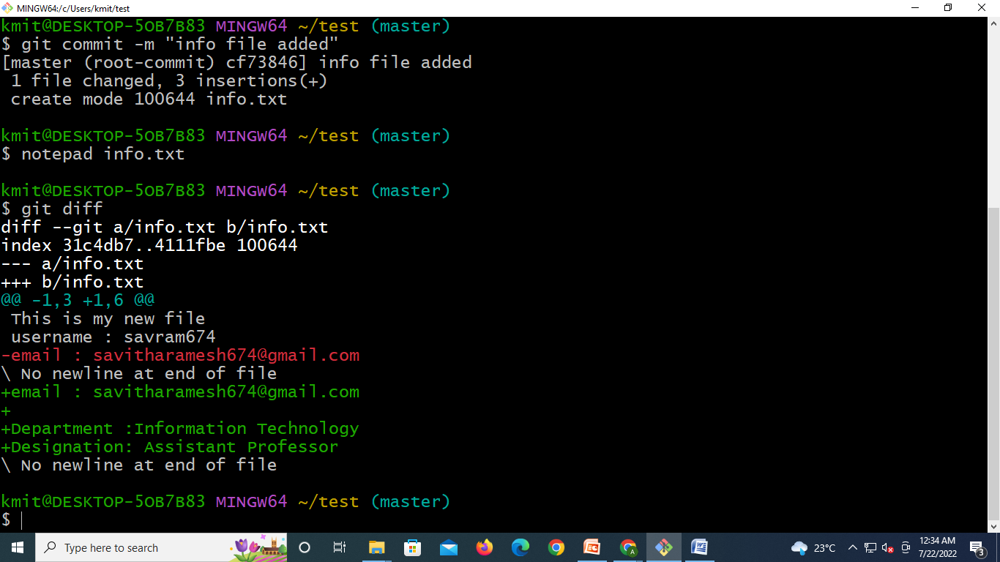 MINGW64:/c/Users/kmit/test
kmit@DESKTOP-5OB7B83 MINGW64 ~/test (master)
$ git commit -m "info file added"
[master (root-commit) cf73846] info file added
 1 file changed, 3 insertions(+)
 create mode 100644 info.txt
kmit@DESKTOP-5OB7B83 MINGW64 ~/test (master)
$ notepad info.txt
kmit@DESKTOP-5OB7B83 MINGW64 ~/test (master)
$ git diff
diff --git a/info.txt b/info.txt
index 31c4db7..4111fbe 100644
--- a/info.txt
+++ b/info.txt
@@ -1,3 +1,6 @@
 This is my new file
 username : savram674
-email : savitharamesh674@gmail.com
\ No newline at end of file
+email : savitharamesh674@gmail.com
+
+Department :Information Technology
+Designation: Assistant Professor
\ No newline at end of file
kmit@DESKTOP-5OB7B83 MINGW64 ~/test (master)
$
Type here to search
A
23°C
12:34 AM
7/22/2022
3